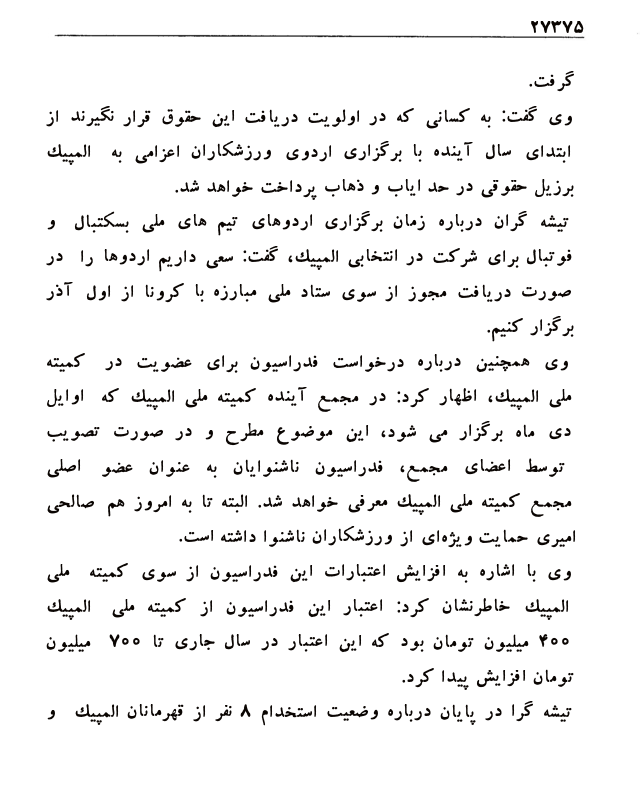 ۲۷۳۷۵
گرفت.
وی گفت: به کسانی که در اولویت دریافت این حقوق قرار نگیرند از
ابتدای سال آینده با برگزاری اردوی ورزشکاران اعزامی به المپیك
برزیل حقوقی در حد ایاب و ذهاب پرداخت خواهد شد.
تیشه گران درباره زمان برگزاری اردوهای تیم های ملی بسکتبال و
فوتبال برای شرکت در انتخابی المپیك، گفت: سعی داریم اردوها را در
صورت دریافت مجوز از سوی ستاد ملی مبارزه با کرونا از اول آذر
برگزار کنیم.
وی همچنین درباره درخواست فدراسیون برای عضویت در کمیته
ملی المپیك، اظهار کرد: در مجمع آینده کمیته ملی المپیك که اوایل
دی ماه برگزار می شود، این موضوع مطرح و در صورت تصویب
توسط اعضای مجمع، فدراسیون ناشنوایان به عنوان عضو اصلی
مجمع کمیته ملی المپیك معرفی خواهد شد. البته تا به امروز هم صالحی
امیری حمایت ویژه‌ای از ورزشکاران ناشنوا داشته است.
وی با اشاره به افزایش اعتبارات این فدراسیون از سوی کمیته ملی
المپیك خاطرنشان کرد: اعتبار این فدراسیون از کمیته ملی المپیك
۴۰۰ میلیون تومان بود که این اعتبار در سال جاری تا ۷۰۰ میلیون
تومان افزایش پیدا کرد.
تیشه گرا در پایان درباره وضعیت استخدام ۸ نفر از قهرمانان المپیك و